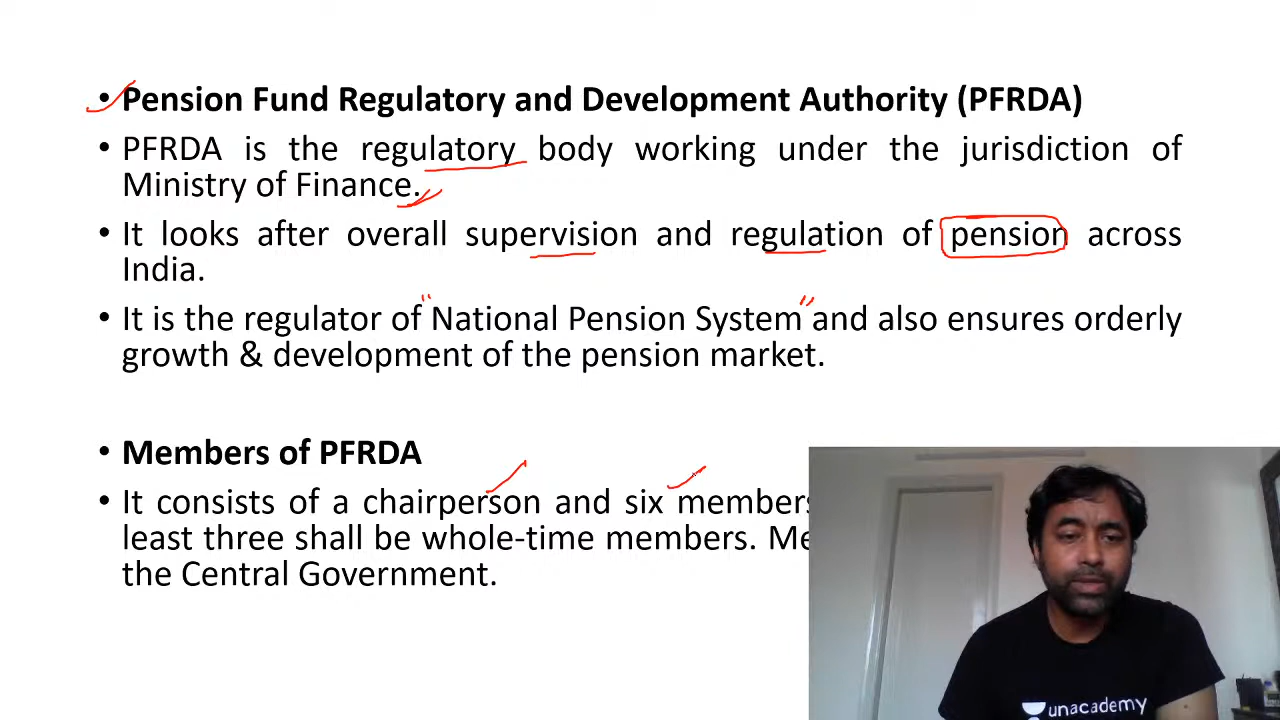 • Pension Fund Regulatory and Development Authority (PFRDA)
• PFRDA is the regulatory body working under the jurisdiction of
Ministry of Finance.
• It looks after overall supervision and regulation of pension across
India.
• It is the regulator of "National Pension System" and also ensures orderly
growth & development of the pension market.
• Members of PFRDA
• It consists of a chairperson and six members
least three shall be whole-time members.
the Central Government.
unacademy